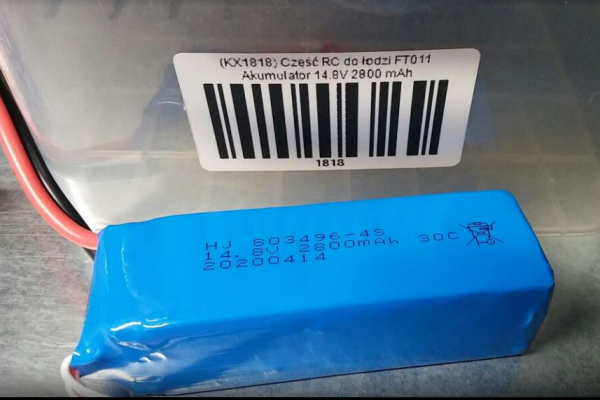 (KX1818) Część RC do łodzi FT011
Akumulator 14.8V 2800 mAh
1818
HJ 803496-4S
14.8V 2800mAh 30C
20200414